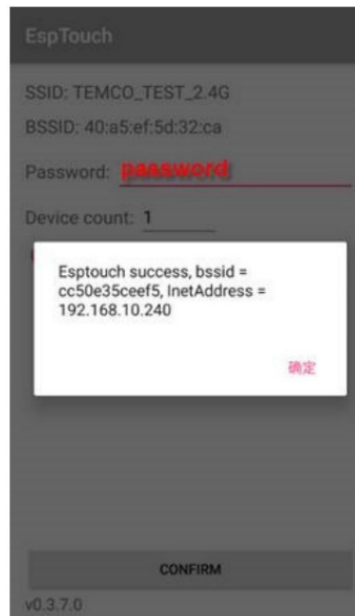 EspTouch
SSID: TEMCO_TEST_2.4G
BSSID: 40:a5:ef:5d:32:ca
Password: password
Device count: 1
Esptouch success, bssid =
cc50e35ceef5, InetAddress =
192.168.10.240
确定
CONFIRM
v0.3.7.0